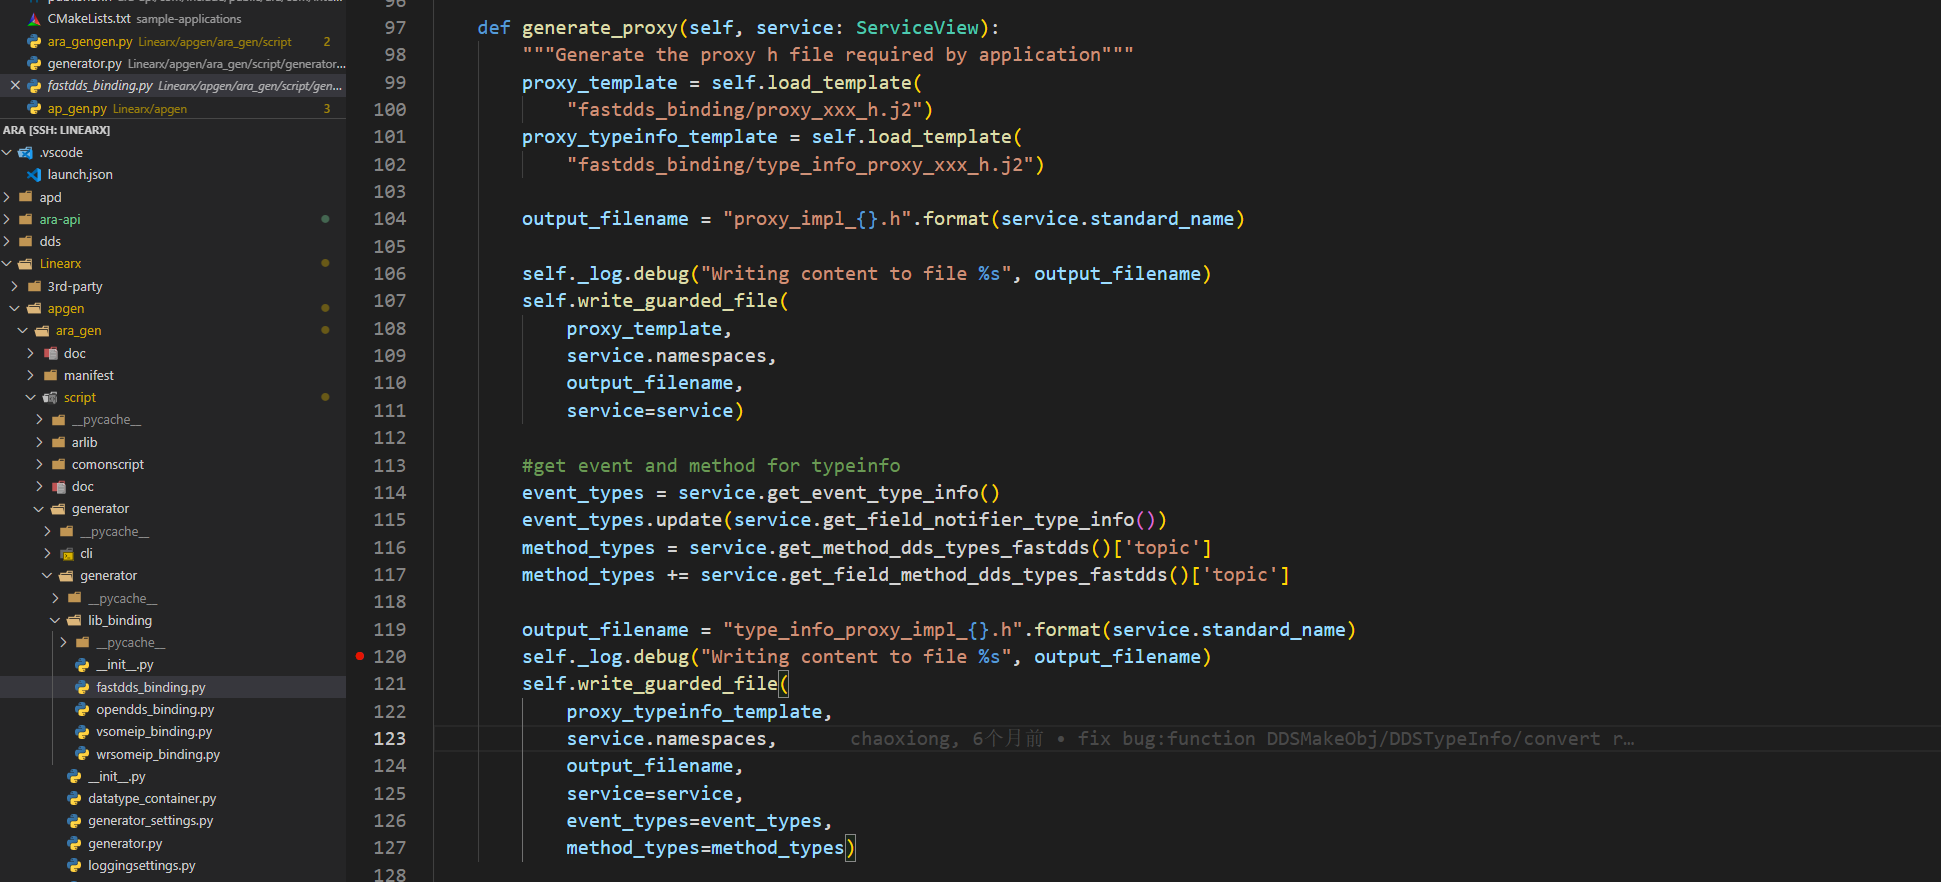 CMakeLists.txt sample-applications
ara_gengen.py Linearx/apgen/ara_gen/script 2
generator.py Linearx/apgen/ara_gen/script/generator...
fastdds_binding.py Linearx/apgen/ara_gen/script/gen...
ap_gen.py Linearx/apgen 3
ARA [SSH: LINEARX]
.vscode
launch.json
apd
ara-api
dds
Linearx
3rd-party
apgen
ara_gen
doc
manifest
script
__pycache__
arlib
comonscript
doc
generator
__pycache__
cli
generator
__pycache__
lib_binding
__pycache__
__init__.py
fastdds_binding.py
opendds_binding.py
vsomeip_binding.py
wrsomeip_binding.py
__init__.py
datatype_container.py
generator_settings.py
generator.py
loggingsettings.py
96
97 def generate_proxy(self, service: ServiceView):
98 """Generate the proxy h file required by application"""
99 proxy_template = self.load_template(
100 "fastdds_binding/proxy_xxx_h.j2")
101 proxy_typeinfo_template = self.load_template(
102 "fastdds_binding/type_info_proxy_xxx_h.j2")
103
104 output_filename = "proxy_impl_{}.h".format(service.standard_name)
105
106 self._log.debug("Writing content to file %s", output_filename)
107 self.write_guarded_file(
108 proxy_template,
109 service.namespaces,
110 output_filename,
111 service=service)
112
113 #get event and method for typeinfo
114 event_types = service.get_event_type_info()
115 event_types.update(service.get_field_notifier_type_info())
116 method_types = service.get_method_dds_types_fastdds()['topic']
117 method_types += service.get_field_method_dds_types_fastdds()['topic']
118
119 output_filename = "type_info_proxy_impl_{}.h".format(service.standard_name)
120 self._log.debug("Writing content to file %s", output_filename)
121 self.write_guarded_file(
122 proxy_typeinfo_template,
123 service.namespaces, chaoxiong, 6个月前 • fix bug:function DDSMakeObj/DDSTypeInfo/convert r…
124 output_filename,
125 service=service,
126 event_types=event_types,
127 method_types=method_types)
128